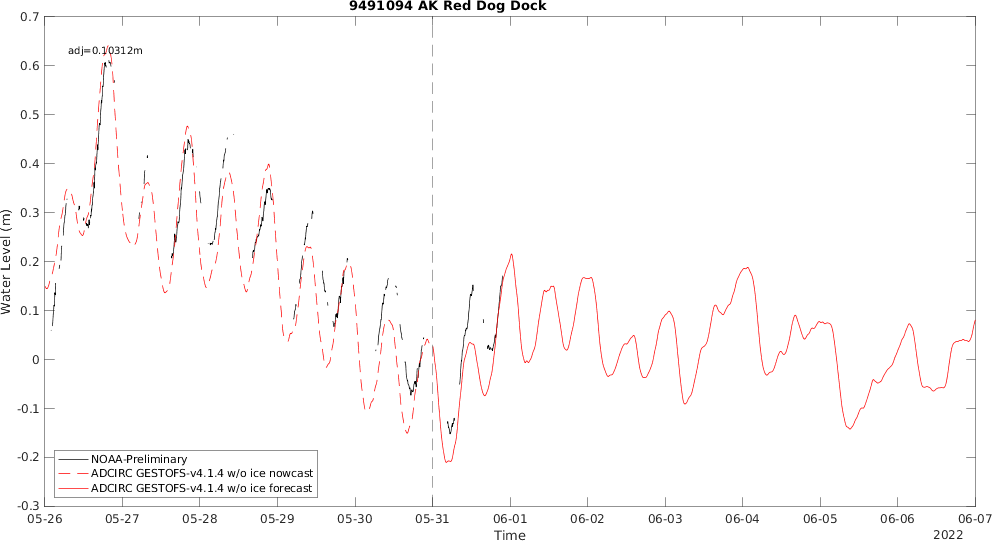 9491094 AK Red Dog Dock
adj=0.10312m
Water Level (m)
0.7
0.6
0.5
0.4
0.3
0.2
0.1
0
-0.1
-0.2
-0.3
NOAA-Preliminary
ADCIRC GESTOFS-v4.1.4 w/o ice nowcast
ADCIRC GESTOFS-v4.1.4 w/o ice forecast
05-26 05-27 05-28 05-29 05-30 05-31 06-01 06-02 06-03 06-04 06-05 06-06 06-07
Time
2022